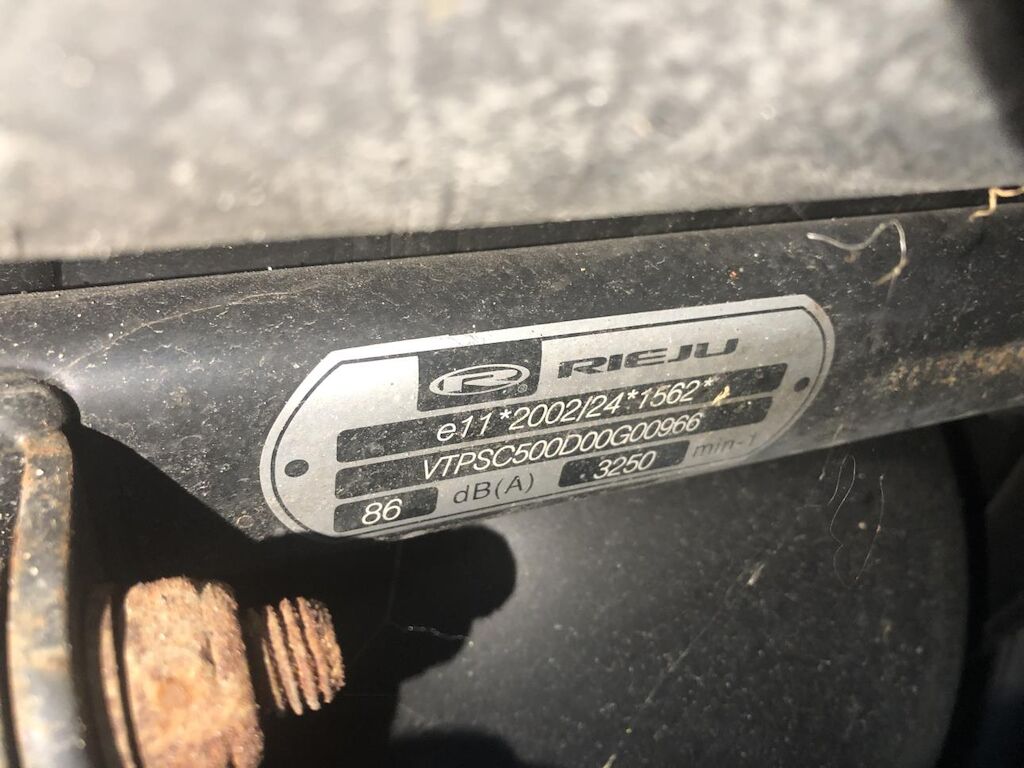 R RIEJU
e11*2002/24*1562*
VTPSC500D00G00966
86 dB(A) 3250 min-1